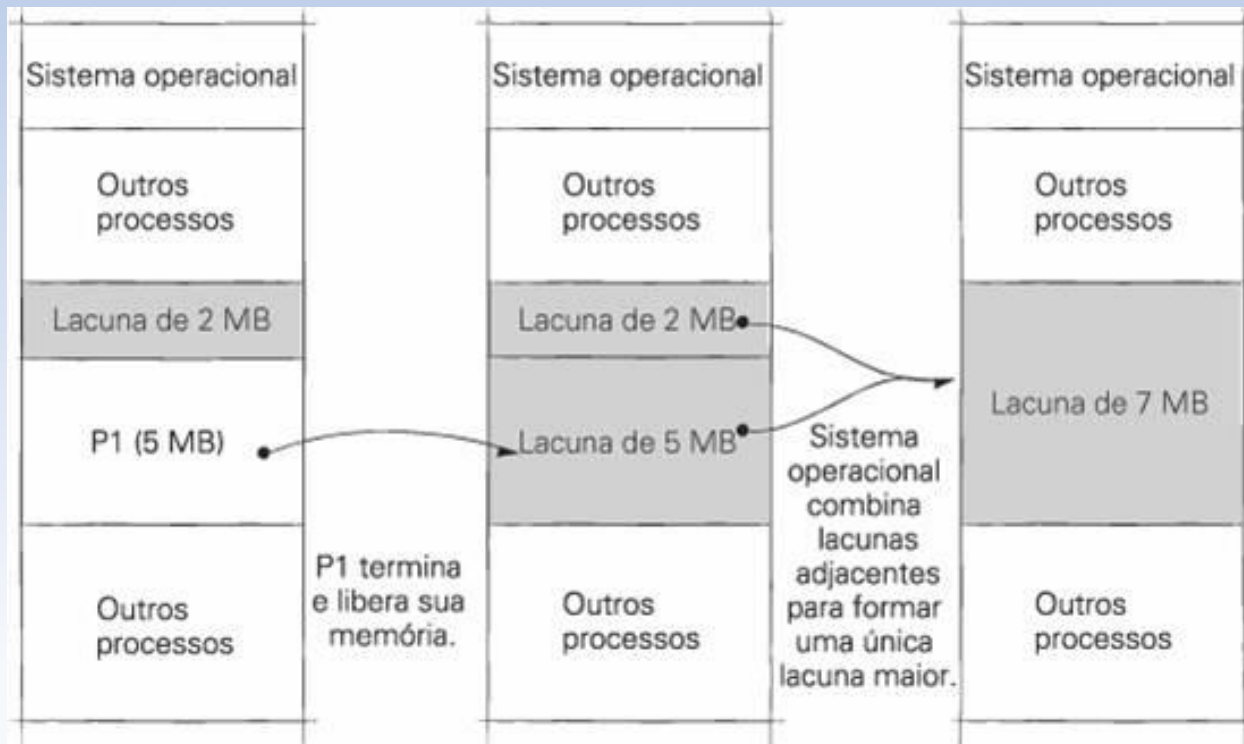 Sistema operacional
Outros
processos
Lacuna de 2 MB
P1 (5 MB)
Outros
processos
P1 termina
e libera sua
memória.
Sistema operacional
Outros
processos
Lacuna de 2 MB
Lacuna de 5 MB
Outros
processos
Sistema
operacional
combina
lacunas
adjacentes
para formar
uma única
lacuna maior.
Sistema operacional
Outros
processos
Lacuna de 7 MB
Outros
processos